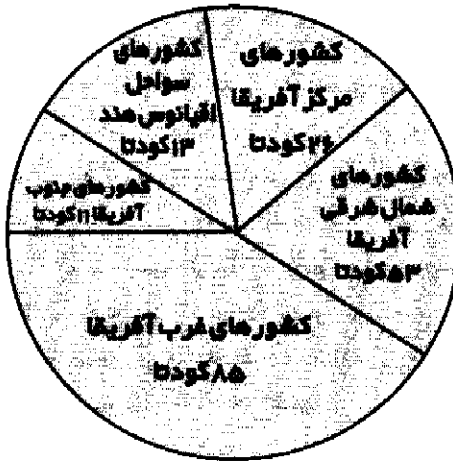 کشورهای
مرکز آفریقا
۲۶ کودتا
کشورهای
سواحل
اقیانوس هند
۱۳ کودتا
کشورهای
شمال شرقی
آفریقا
۵۳ کودتا
کشورهای جنوب
آفریقا ۱۱ کودتا
کشورهای غرب آفریقا
۸۵ کودتا